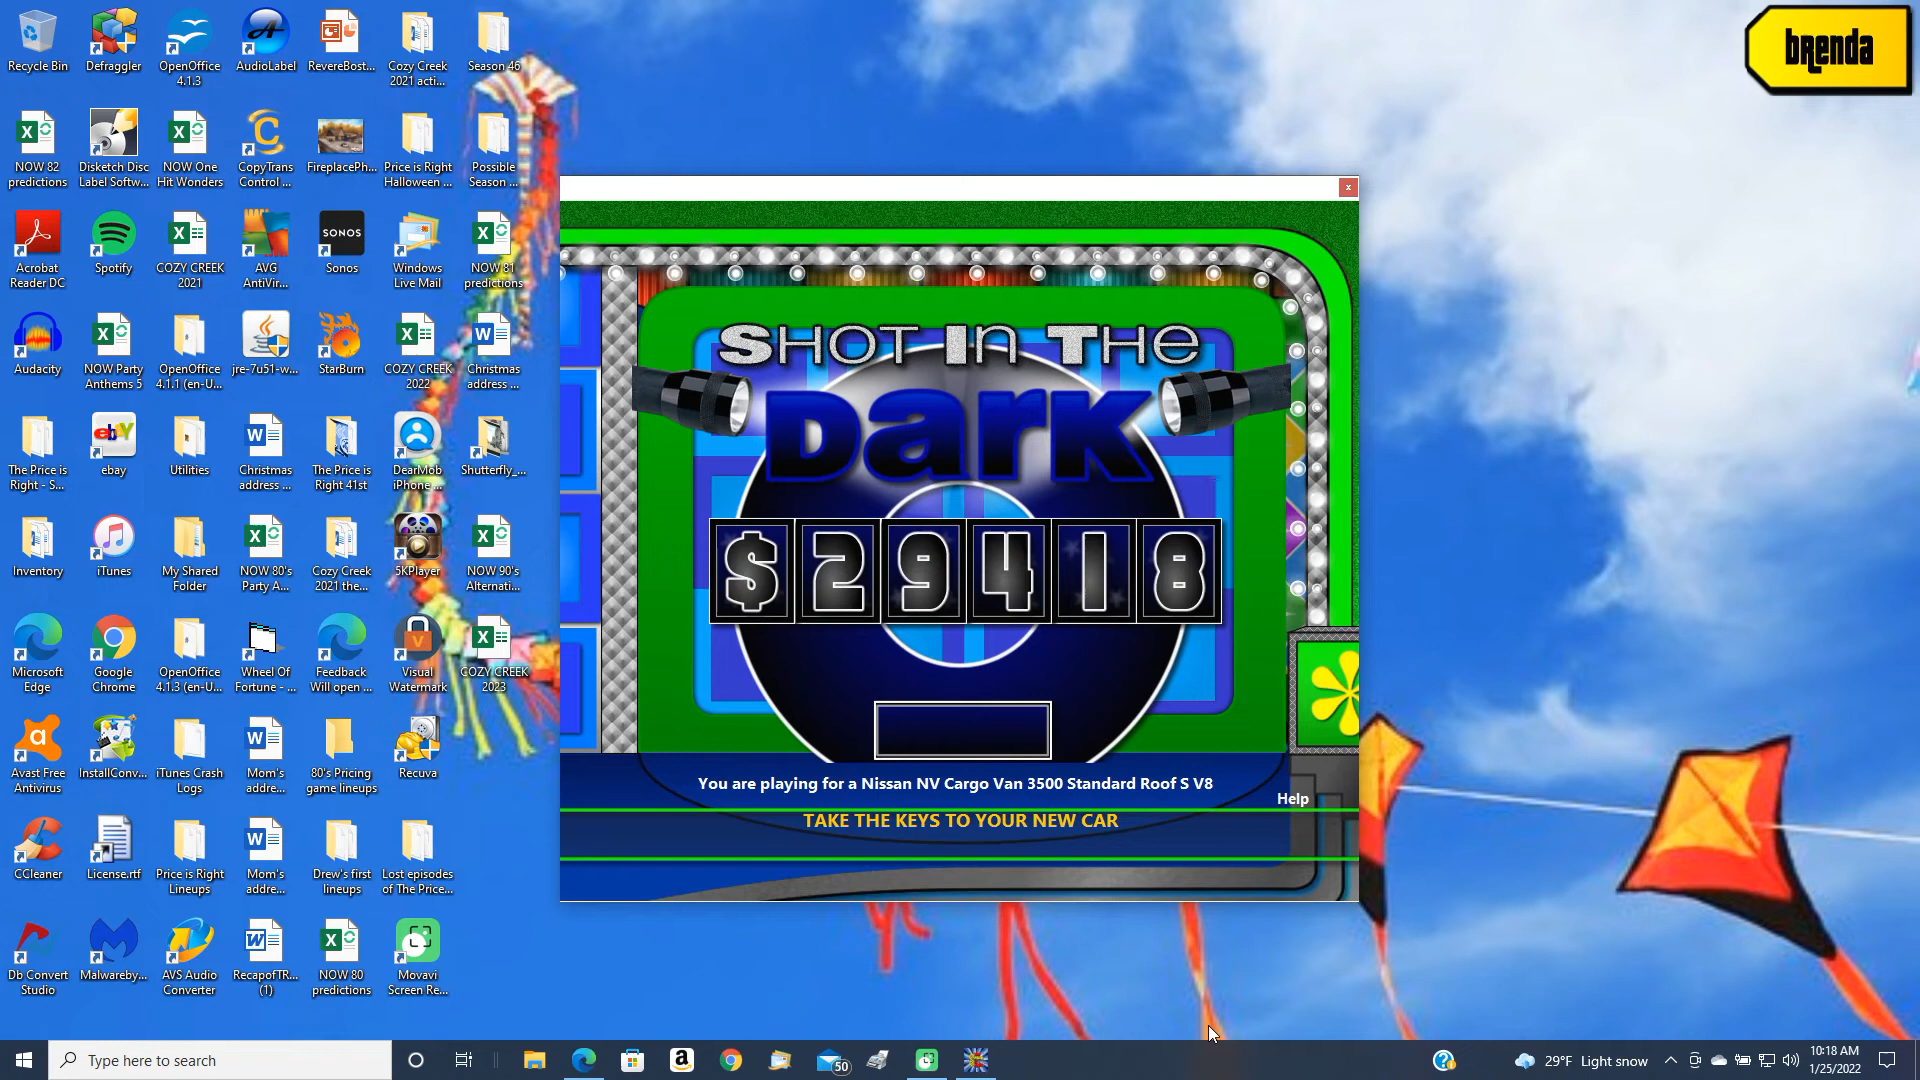 Recycle Bin
Defraggler
OpenOffice
4.1.3
AudioLabel
RevereBost...
Cozy Creek
2021 acti...
Season 46
NOW 82
predictions
Disketch Disc
Label Softw...
NOW One
Hit Wonders
CopyTrans
Control ...
FireplacePh...
Price is Right
Halloween ...
Possible
Season ...
Acrobat
Reader DC
Spotify
COZY CREEK
2021
AVG
AntiVir...
SONOS
Sonos
Windows
Live Mail
NOW 81
predictions
Audacity
NOW Party
Anthems 5
OpenOffice
4.1.1 (en-U...
jre-7u51-w...
StarBurn
COZY CREEK
2022
Christmas
address ...
The Price is
Right - S...
ebay
ebay
Utilities
Christmas
address ...
The Price is
Right 41st
DearMob
iPhone ...
Shutterfly_...
Inventory
iTunes
My Shared
Folder
NOW 80's
Party A...
Cozy Creek
2021 the...
5KPlayer
NOW 90's
Alternati...
Microsoft
Edge
Google
Chrome
OpenOffice
4.1.3 (en-U...
Wheel Of
Fortune - ...
Feedback
Will open ...
Visual
Watermark
COZY CREEK
2023
Avast Free
Antivirus
InstallConv...
iTunes Crash
Logs
Mom's
addre...
80's Pricing
game lineups
Recuva
CCleaner
License.rtf
Price is Right
Lineups
Mom's
addre...
Drew's first
lineups
Lost episodes
of The Price...
Db Convert
Studio
Malwareby...
AVS Audio
Converter
RecapofTR...
(1)
NOW 80
predictions
Movavi
Screen Re...
brenda
x
SHOT IN THE
DARK
$29418
You are playing for a Nissan NV Cargo Van 3500 Standard Roof S V8
Help
TAKE THE KEYS TO YOUR NEW CAR
Type here to search
50
29°F Light snow
10:18 AM
1/25/2022